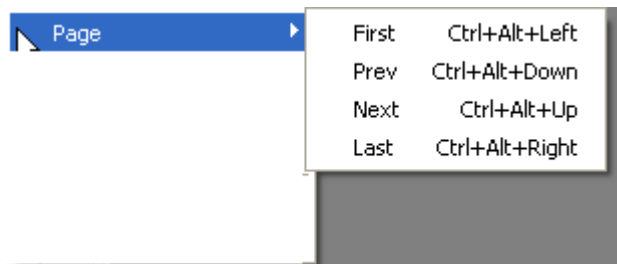 Page
First Ctrl+Alt+Left
Prev Ctrl+Alt+Down
Next Ctrl+Alt+Up
Last Ctrl+Alt+Right